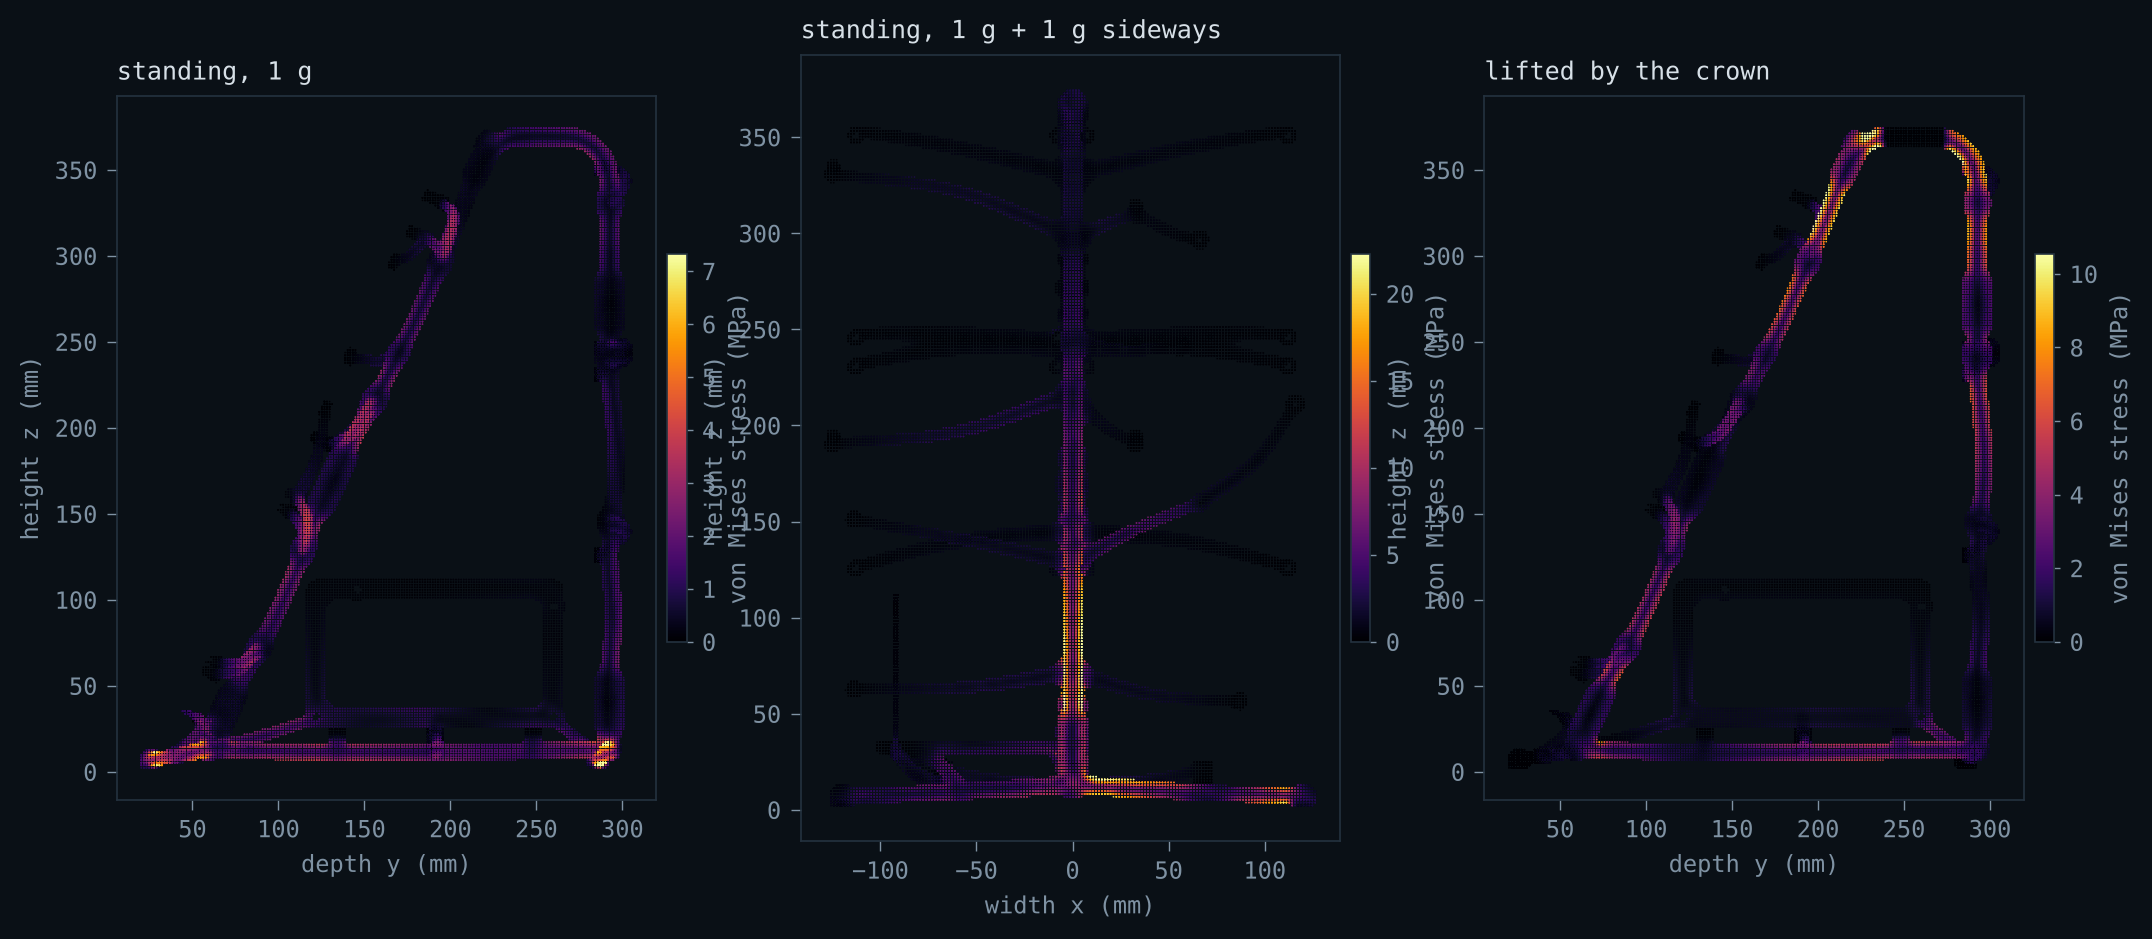 standing, 1 g
height z (mm)
350
300
250
200
150
100
50
0
50 100 150 200 250 300
depth y (mm)
7
6
5
4
3
2
1
0
von Mises stress (MPa)
standing, 1 g + 1 g sideways
height z (mm)
350
300
250
200
150
100
50
0
−100 −50 0 50 100
width x (mm)
20
15
10
5
0
von Mises stress (MPa)
lifted by the crown
height z (mm)
350
300
250
200
150
100
50
0
50 100 150 200 250 300
depth y (mm)
10
8
6
4
2
0
von Mises stress (MPa)